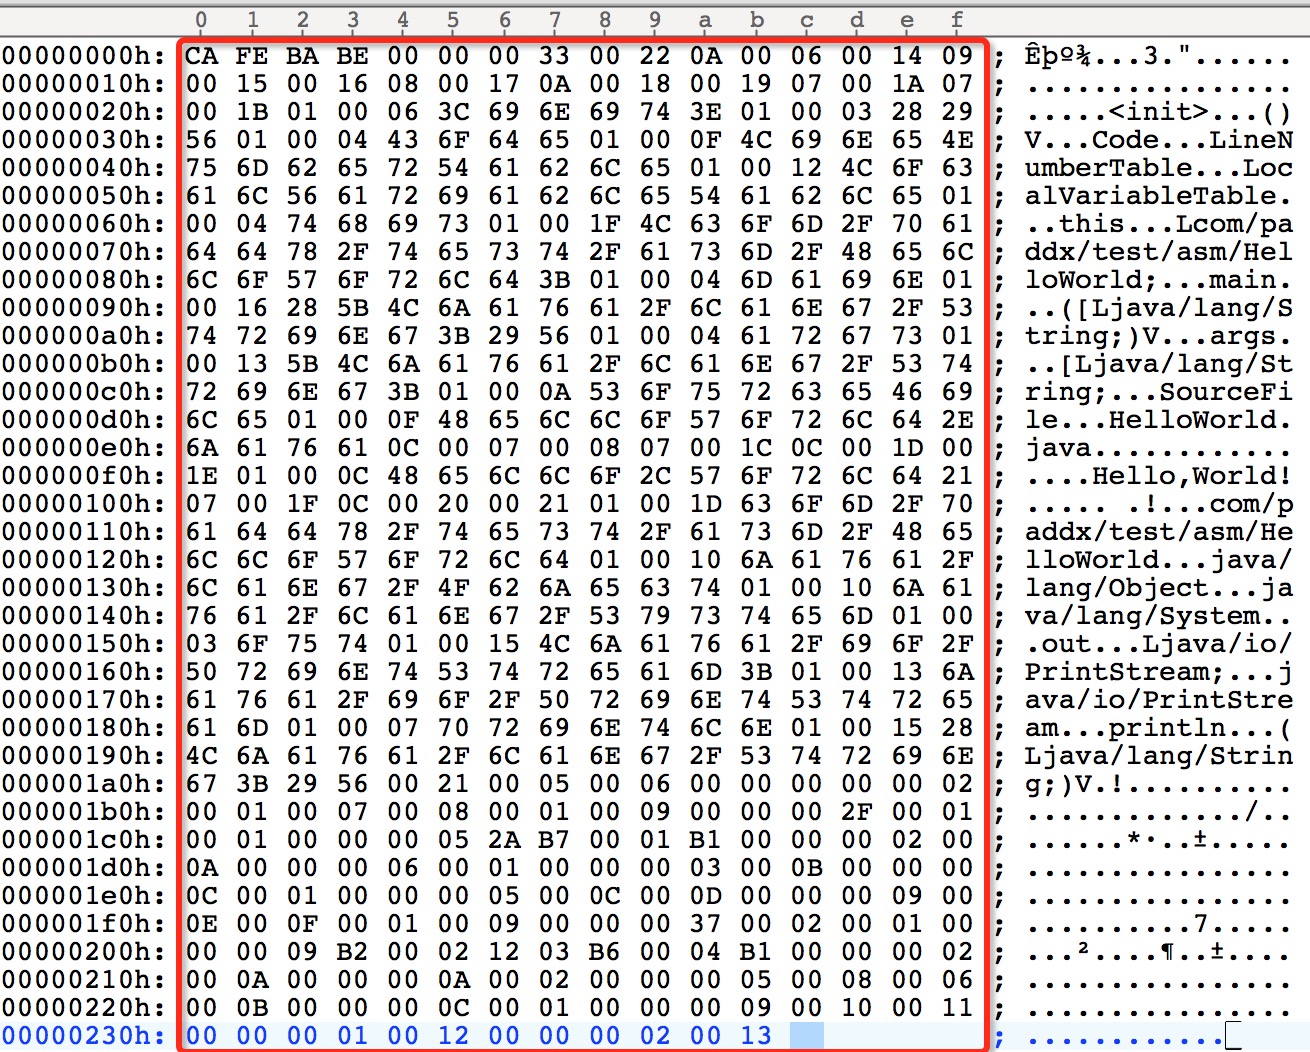 0 1 2 3 4 5 6 7 8 9 a b c d e f
00000000h: CA FE BA BE 00 00 00 33 00 22 0A 00 06 00 14 09 ; Êþº¾...3."......
00000010h: 00 15 00 16 08 00 17 0A 00 18 00 19 07 00 1A 07 ; ................
00000020h: 00 1B 01 00 06 3C 69 6E 69 74 3E 01 00 03 28 29 ; .....<init>...()
00000030h: 56 01 00 04 43 6F 64 65 01 00 0F 4C 69 6E 65 4E ; V...Code...LineN
00000040h: 75 6D 62 65 72 54 61 62 6C 65 01 00 12 4C 6F 63 ; umberTable...Loc
00000050h: 61 6C 56 61 72 69 61 62 6C 65 54 61 62 6C 65 01 ; alVariableTable.
00000060h: 00 04 74 68 69 73 01 00 1F 4C 63 6F 6D 2F 70 61 ; ..this...Lcom/pa
00000070h: 64 64 78 2F 74 65 73 74 2F 61 73 6D 2F 48 65 6C ; ddx/test/asm/Hel
00000080h: 6C 6F 57 6F 72 6C 64 3B 01 00 04 6D 61 69 6E 01 ; loWorld;...main.
00000090h: 00 16 28 5B 4C 6A 61 76 61 2F 6C 61 6E 67 2F 53 ; ..([Ljava/lang/S
000000a0h: 74 72 69 6E 67 3B 29 56 01 00 04 61 72 67 73 01 ; tring;)V...args.
000000b0h: 00 13 5B 4C 6A 61 76 61 2F 6C 61 6E 67 2F 53 74 ; ..[Ljava/lang/St
000000c0h: 72 69 6E 67 3B 01 00 0A 53 6F 75 72 63 65 46 69 ; ring;...SourceFi
000000d0h: 6C 65 01 00 0F 48 65 6C 6C 6F 57 6F 72 6C 64 2E ; le...HelloWorld.
000000e0h: 6A 61 76 61 0C 00 07 00 08 07 00 1C 0C 00 1D 00 ; java............
000000f0h: 1E 01 00 0C 48 65 6C 6C 6F 2C 57 6F 72 6C 64 21 ; ....Hello,World!
00000100h: 07 00 1F 0C 00 20 00 21 01 00 1D 63 6F 6D 2F 70 ; ..... .!...com/p
00000110h: 61 64 64 78 2F 74 65 73 74 2F 61 73 6D 2F 48 65 ; addx/test/asm/He
00000120h: 6C 6C 6F 57 6F 72 6C 64 01 00 10 6A 61 76 61 2F ; lloWorld...java/
00000130h: 6C 61 6E 67 2F 4F 62 6A 65 63 74 01 00 10 6A 61 ; lang/Object...ja
00000140h: 76 61 2F 6C 61 6E 67 2F 53 79 73 74 65 6D 01 00 ; va/lang/System..
00000150h: 03 6F 75 74 01 00 15 4C 6A 61 76 61 2F 69 6F 2F ; .out...Ljava/io/
00000160h: 50 72 69 6E 74 53 74 72 65 61 6D 3B 01 00 13 6A ; PrintStream;...j
00000170h: 61 76 61 2F 69 6F 2F 50 72 69 6E 74 53 74 72 65 ; ava/io/PrintStre
00000180h: 61 6D 01 00 07 70 72 69 6E 74 6C 6E 01 00 15 28 ; am...println...(
00000190h: 4C 6A 61 76 61 2F 6C 61 6E 67 2F 53 74 72 69 6E ; Ljava/lang/Strin
000001a0h: 67 3B 29 56 00 21 00 05 00 06 00 00 00 00 00 02 ; g;)V.!..........
000001b0h: 00 01 00 07 00 08 00 01 00 09 00 00 00 2F 00 01 ; ............./..
000001c0h: 00 01 00 00 00 05 2A B7 00 01 B1 00 00 00 02 00 ; ......*·..±.....
000001d0h: 0A 00 00 00 06 00 01 00 00 00 03 00 0B 00 00 00 ; ................
000001e0h: 0C 00 01 00 00 00 05 00 0C 00 0D 00 00 00 09 00 ; ................
000001f0h: 0E 00 0F 00 01 00 09 00 00 00 37 00 02 00 01 00 ; ..........7.....
00000200h: 00 00 09 B2 00 02 12 03 B6 00 04 B1 00 00 00 02 ; ...²....¶..±....
00000210h: 00 0A 00 00 00 0A 00 02 00 00 00 05 00 08 00 06 ; ................
00000220h: 00 0B 00 00 00 0C 00 01 00 00 00 09 00 10 00 11 ; ................
00000230h: 00 00 00 01 00 12 00 00 00 02 00 13 ; ............